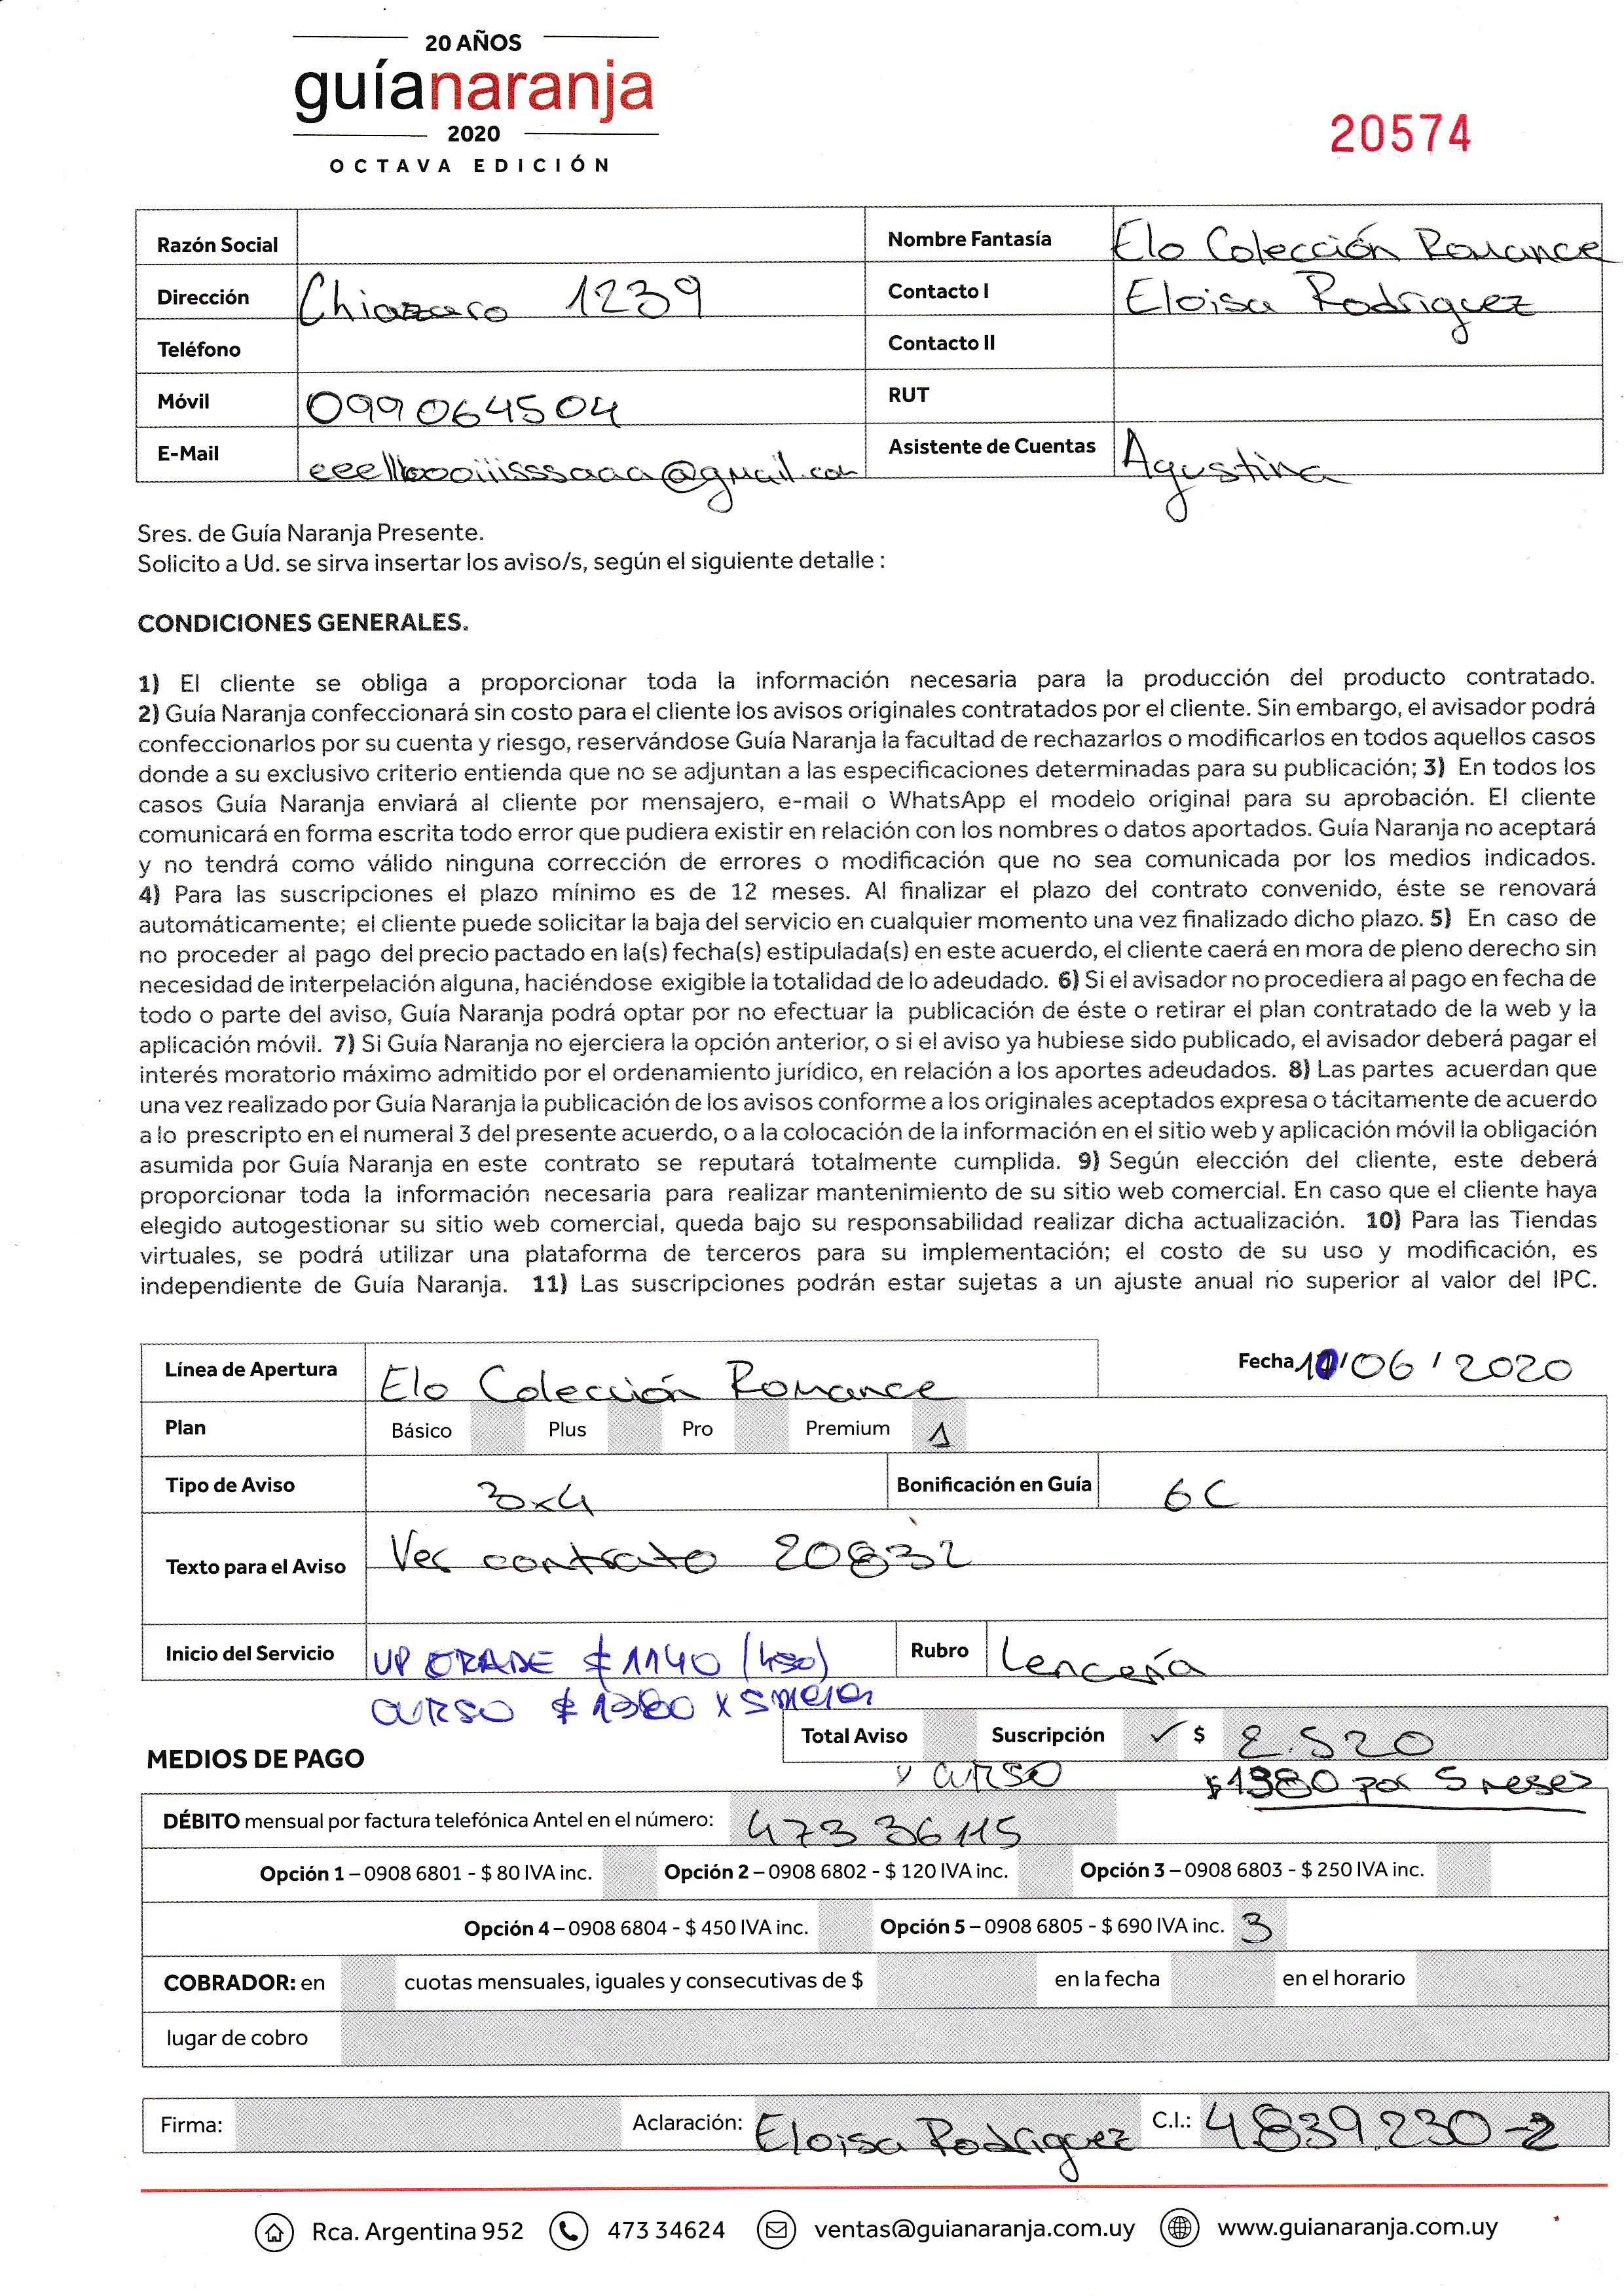 20 AÑOS
guíanaranja
2020
OCTAVA EDICIÓN
20574
Razón Social
Nombre Fantasía Elo Colección Romance
Dirección 1239
Contacto I Eloisa Rodriguez
Teléfono
Contacto II
Móvil 099064504
RUT
E-Mail
Asistente de Cuentas Agustina
Sres. de Guía Naranja Presente.
Solicito a Ud. se sirva insertar los aviso/s, según el siguiente detalle :
CONDICIONES GENERALES.
1) El cliente se obliga a proporcionar toda la información necesaria para la producción del producto contratado.
2) Guía Naranja confeccionará sin costo para el cliente los avisos originales contratados por el cliente. Sin embargo, el avisador podrá
confeccionarlos por su cuenta y riesgo, reservándose Guía Naranja la facultad de rechazarlos o modificarlos en todos aquellos casos
donde a su exclusivo criterio entienda que no se adjuntan a las especificaciones determinadas para su publicación; 3) En todos los
casos Guía Naranja enviará al cliente por mensajero, e-mail o WhatsApp el modelo original para su aprobación. El cliente
comunicará en forma escrita todo error que pudiera existir en relación con los nombres o datos aportados. Guía Naranja no aceptará
y no tendrá como válido ninguna corrección de errores o modificación que no sea comunicada por los medios indicados.
4) Para las suscripciones el plazo mínimo es de 12 meses. Al finalizar el plazo del contrato convenido, éste se renovará
automáticamente; el cliente puede solicitar la baja del servicio en cualquier momento una vez finalizado dicho plazo. 5) En caso de
no proceder al pago del precio pactado en la(s) fecha(s) estipulada(s) en este acuerdo, el cliente caerá en mora de pleno derecho sin
necesidad de interpelación alguna, haciéndose exigible la totalidad de lo adeudado. 6) Si el avisador no procediera al pago en fecha de
todo o parte del aviso, Guía Naranja podrá optar por no efectuar la publicación de éste o retirar el plan contratado de la web y la
aplicación móvil. 7) Si Guía Naranja no ejerciera la opción anterior, o si el aviso ya hubiese sido publicado, el avisador deberá pagar el
interés moratorio máximo admitido por el ordenamiento jurídico, en relación a los aportes adeudados. 8) Las partes acuerdan que
una vez realizado por Guía Naranja la publicación de los avisos conforme a los originales aceptados expresa o tácitamente de acuerdo
a lo prescripto en el numeral 3 del presente acuerdo, o a la colocación de la información en el sitio web y aplicación móvil la obligación
asumida por Guía Naranja en este contrato se reputará totalmente cumplida. 9) Según elección del cliente, este deberá
proporcionar toda la información necesaria para realizar mantenimiento de su sitio web comercial. En caso que el cliente haya
elegido autogestionar su sitio web comercial, queda bajo su responsabilidad realizar dicha actualización. 10) Para las Tiendas
virtuales, se podrá utilizar una plataforma de terceros para su implementación; el costo de su uso y modificación, es
independiente de Guía Naranja. 11) Las suscripciones podrán estar sujetas a un ajuste anual no superior al valor del IPC.
Línea de Apertura Elo Colección Romance
Fecha /06/2020
Plan Básico Plus Pro Premium 1
Tipo de Aviso 3x4 Bonificación en Guía 6C
Texto para el Aviso Ver contrato 20832
Inicio del Servicio UP GRADE $1140 (450) Rubro Lencería
CURSO $1380 x 5 meses
Total Aviso Suscripción ✓ $ 2.520
MEDIOS DE PAGO
y CURSO $1380 por 5 meses
DÉBITO mensual por factura telefónica Antel en el número: 473 36115
Opción 1 – 0908 6801 - $ 80 IVA inc. Opción 2 – 0908 6802 - $ 120 IVA inc. Opción 3 – 0908 6803 - $ 250 IVA inc.
Opción 4 – 0908 6804 - $ 450 IVA inc. Opción 5 – 0908 6805 - $ 690 IVA inc. 3
COBRADOR: en cuotas mensuales, iguales y consecutivas de $ en la fecha en el horario
lugar de cobro
Firma: Aclaración: Eloisa Rodriguez C.I.: 4.839.230-2
Rca. Argentina 952 473 34624 ventas@guianaranja.com.uy www.guianaranja.com.uy